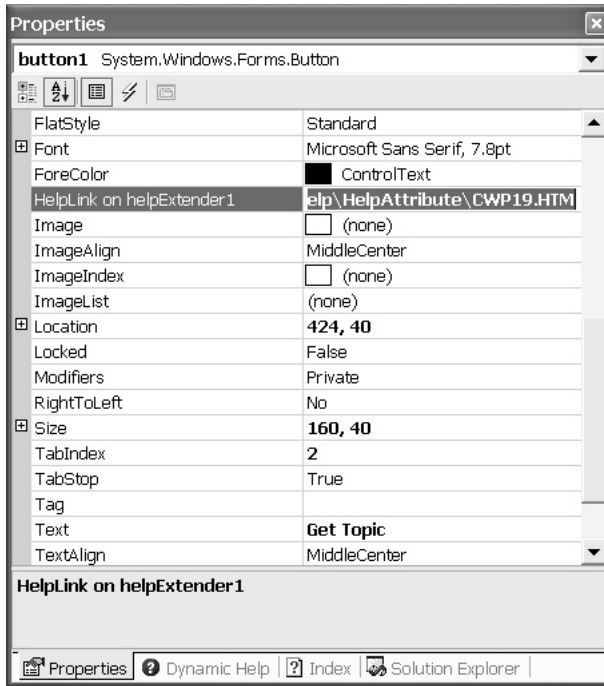 Properties
button1 System.Windows.Forms.Button
FlatStyle Standard
Font Microsoft Sans Serif, 7.8pt
ForeColor ControlText
HelpLink on helpExtender1 elp\HelpAttribute\CWP19.HTM
Image (none)
ImageAlign MiddleCenter
ImageIndex (none)
ImageList (none)
Location 424, 40
Locked False
Modifiers Private
RightToLeft No
Size 160, 40
TabIndex 2
TabStop True
Tag
Text Get Topic
TextAlign MiddleCenter
HelpLink on helpExtender1
Properties Dynamic Help Index Solution Explorer